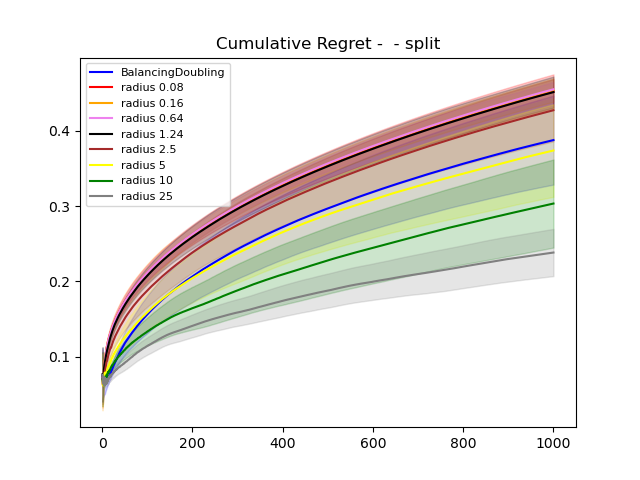 Cumulative Regret -  - split
BalancingDoubling
radius 0.08
radius 0.16
radius 0.64
radius 1.24
radius 2.5
radius 5
radius 10
radius 25
0.4
0.3
0.2
0.1
0 200 400 600 800 1000